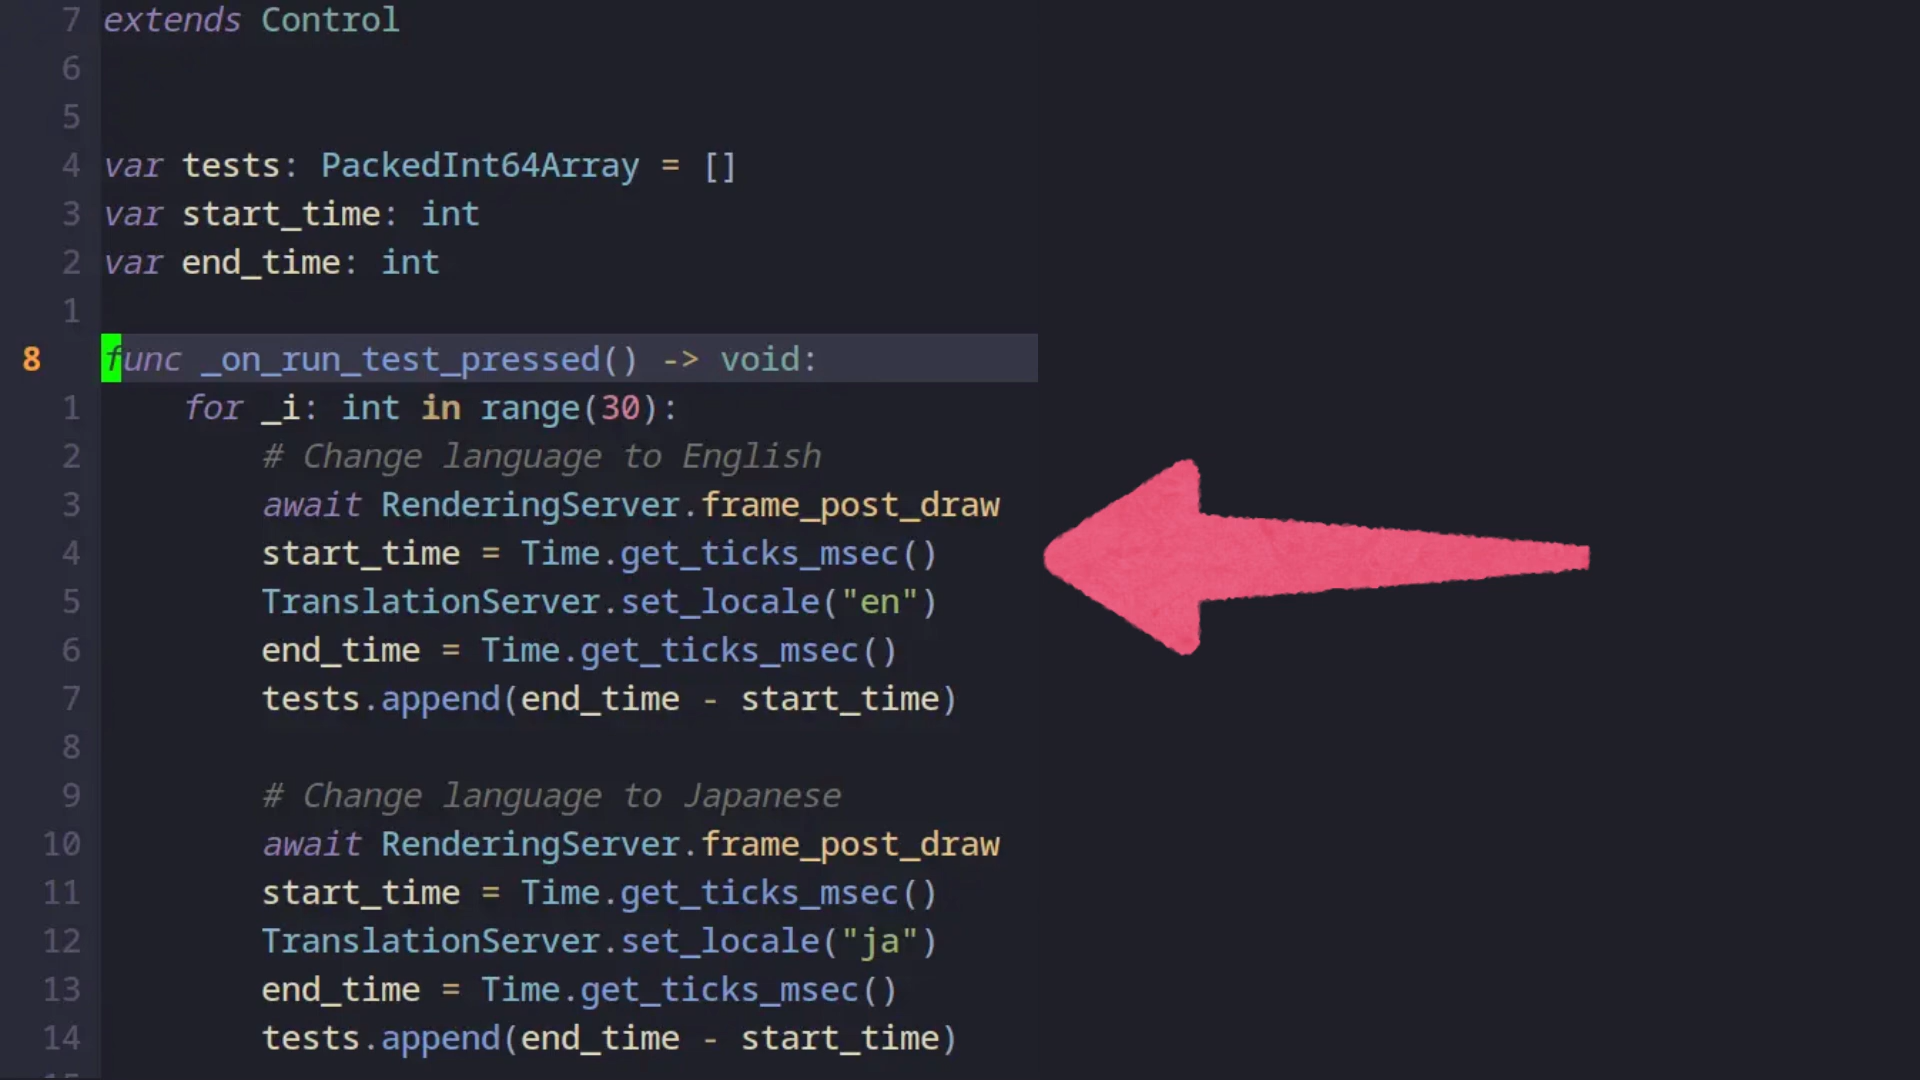 7 extends Control
6
5
4 var tests: PackedInt64Array = []
3 var start_time: int
2 var end_time: int
1
8 func _on_run_test_pressed() -> void:
1 for _i: int in range(30):
2 # Change language to English
3 await RenderingServer.frame_post_draw
4 start_time = Time.get_ticks_msec()
5 TranslationServer.set_locale("en")
6 end_time = Time.get_ticks_msec()
7 tests.append(end_time - start_time)
8
9 # Change language to Japanese
10 await RenderingServer.frame_post_draw
11 start_time = Time.get_ticks_msec()
12 TranslationServer.set_locale("ja")
13 end_time = Time.get_ticks_msec()
14 tests.append(end_time - start_time)